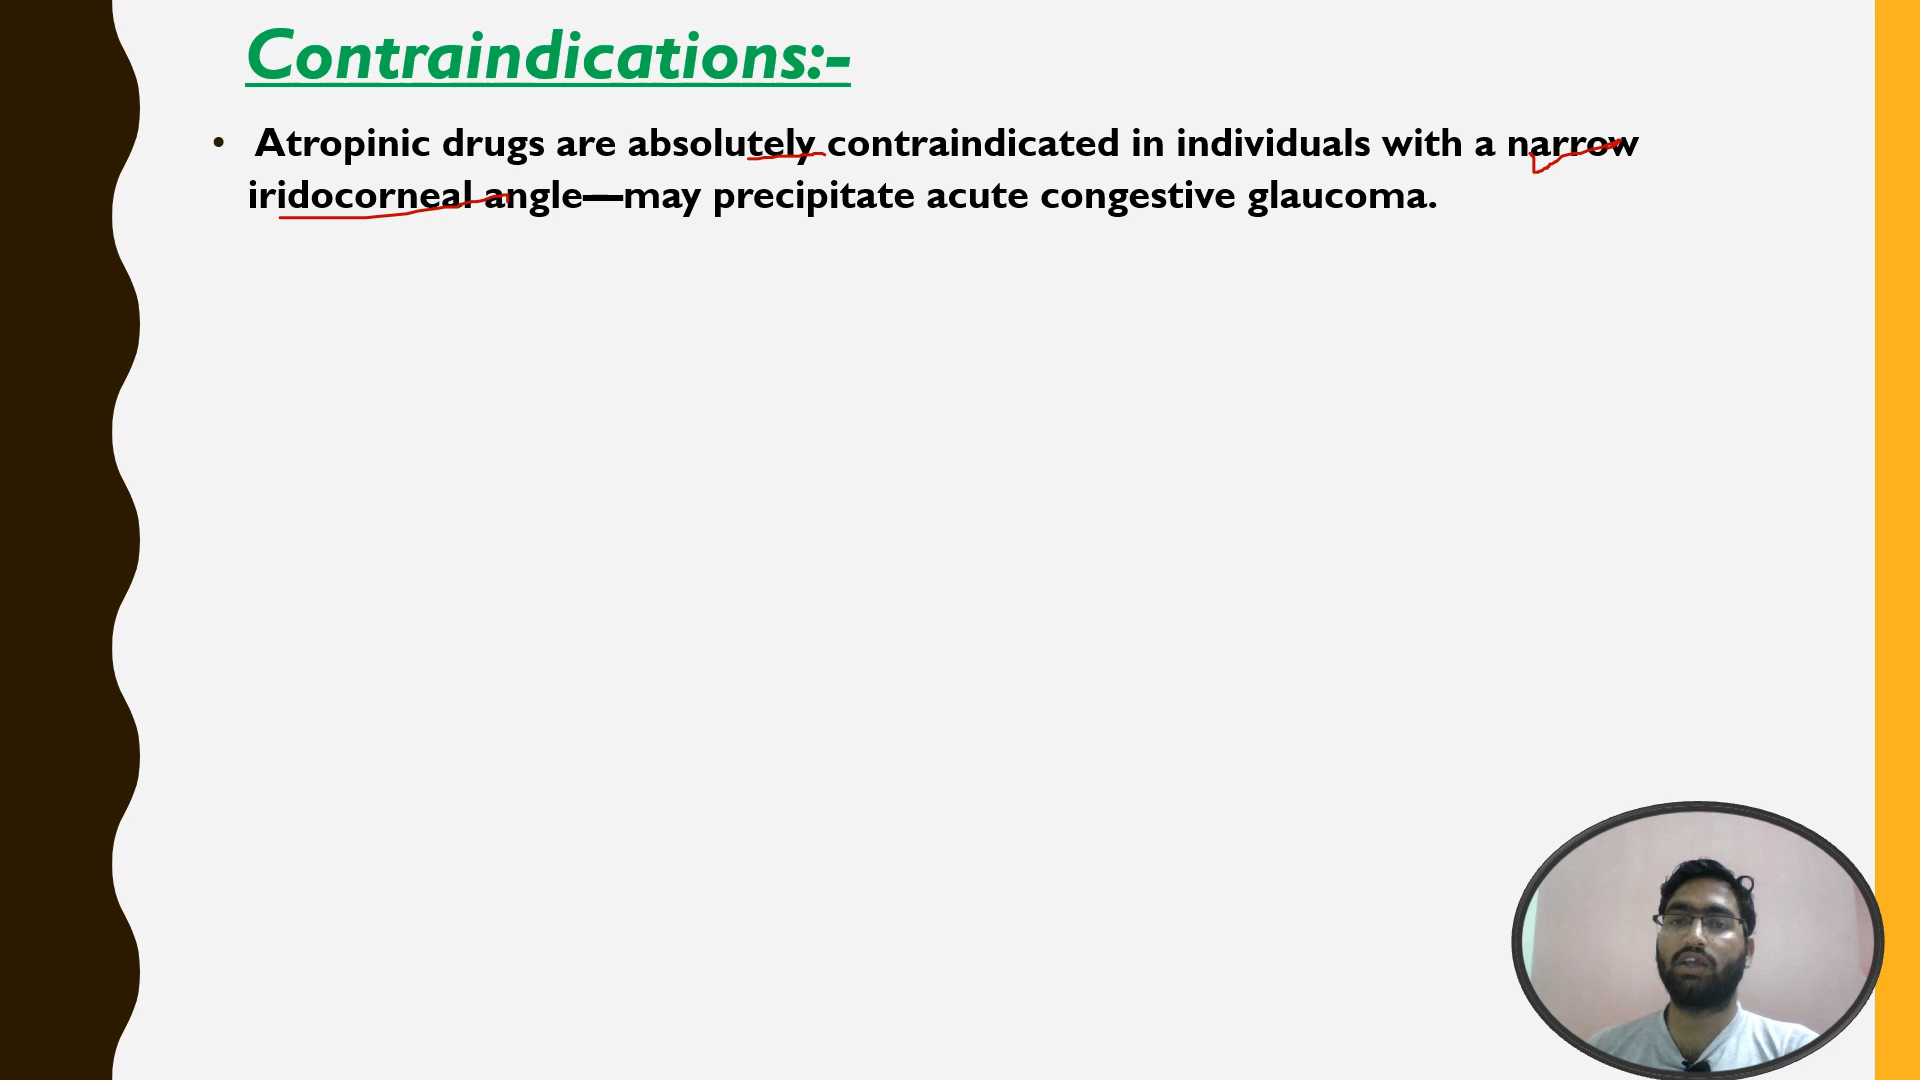 Contraindications:-
• Atropinic drugs are absolutely contraindicated in individuals with a narrow
iridocorneal angle—may precipitate acute congestive glaucoma.